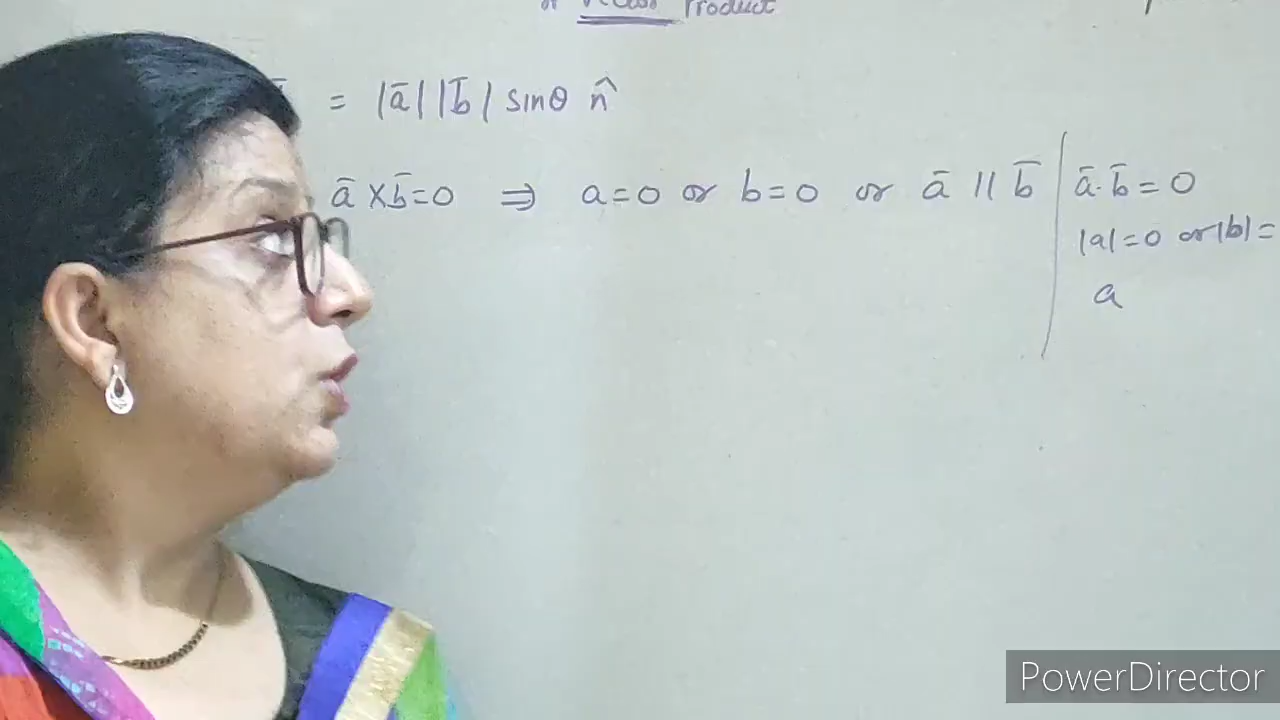 Product
= |a̅| |b̅| sinθ n̂
a̅ × b̅ = 0 ⇒ a = 0 or b = 0 or a̅ || b̅
a̅ . b̅ = 0
|a| = 0 or |b| =
a
PowerDirector